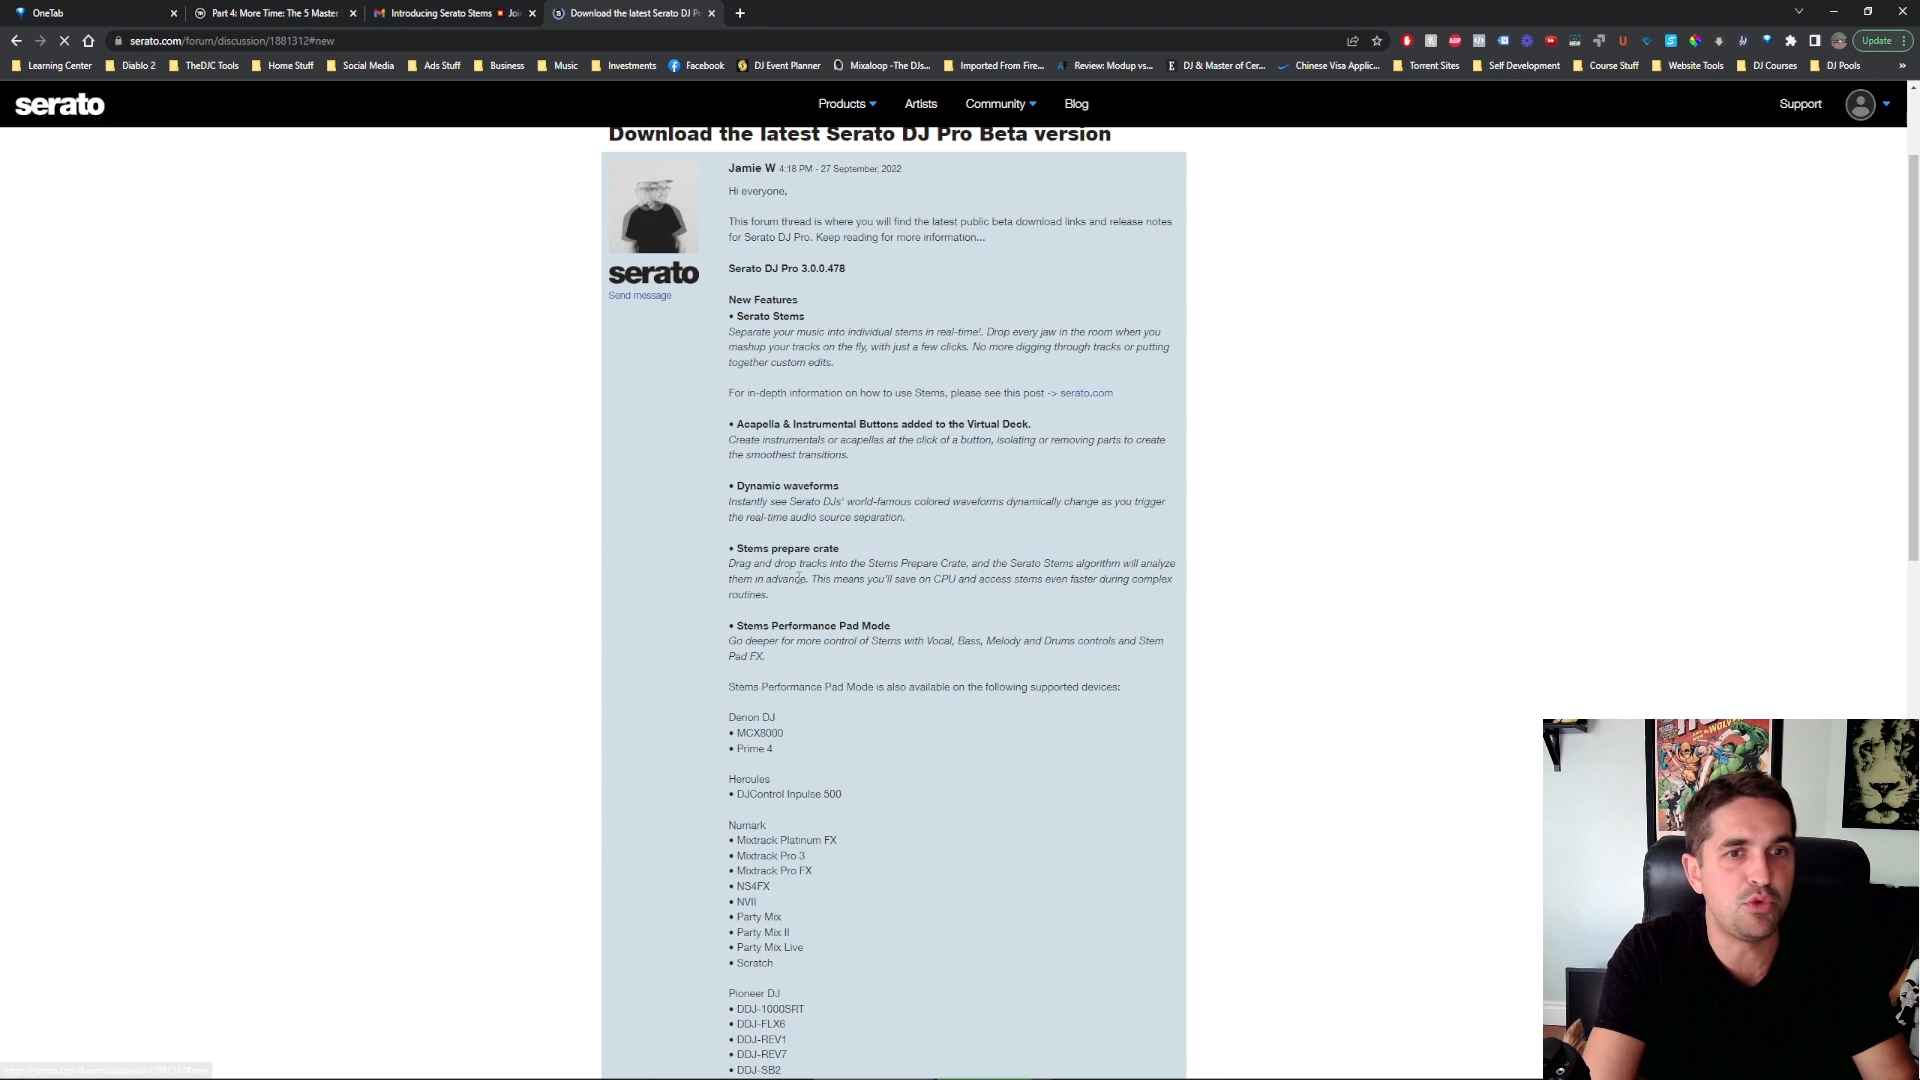 OneTab
Part 4: More Time: The 5 Master
Introducing Serato Stems
Download the latest Serato DJ P
serato.com/forum/discussion/1881312#new
Update
Learning Center
Diablo 2
TheDJC Tools
Home Stuff
Social Media
Ads Stuff
Business
Music
Investments
Facebook
DJ Event Planner
Mixaloop -The DJs...
Imported From Fire...
Review: Modup vs...
DJ & Master of Cer...
Chinese Visa Applic...
Torrent Sites
Self Development
Course Stuff
Website Tools
DJ Courses
DJ Pools
serato
Products
Artists
Community
Blog
Support
Download the latest Serato DJ Pro Beta version
Jamie W 4:18 PM - 27 September, 2022
Hi everyone,
This forum thread is where you will find the latest public beta download links and release notes
for Serato DJ Pro. Keep reading for more information...
serato
Send message
Serato DJ Pro 3.0.0.478
New Features
• Serato Stems
Separate your music into individual stems in real-time!. Drop every jaw in the room when you
mashup your tracks on the fly, with just a few clicks. No more digging through tracks or putting
together custom edits.
For in-depth information on how to use Stems, please see this post -> serato.com
• Acapella & Instrumental Buttons added to the Virtual Deck.
Create instrumentals or acapellas at the click of a button, isolating or removing parts to create
the smoothest transitions.
• Dynamic waveforms
Instantly see Serato DJs' world-famous colored waveforms dynamically change as you trigger
the real-time audio source separation.
• Stems prepare crate
Drag and drop tracks into the Stems Prepare Crate, and the Serato Stems algorithm will analyze
them in advance. This means you'll save on CPU and access stems even faster during complex
routines.
• Stems Performance Pad Mode
Go deeper for more control of Stems with Vocal, Bass, Melody and Drums controls and Stem
Pad FX.
Stems Performance Pad Mode is also available on the following supported devices:
Denon DJ
• MCX8000
• Prime 4
Hercules
• DJControl Inpulse 500
Numark
• Mixtrack Platinum FX
• Mixtrack Pro 3
• Mixtrack Pro FX
• NS4FX
• NVII
• Party Mix
• Party Mix II
• Party Mix Live
• Scratch
Pioneer DJ
• DDJ-1000SRT
• DDJ-FLX6
• DDJ-REV1
• DDJ-REV7
• DDJ-SB2
https://serato.com/forum/discussion/1881312#new